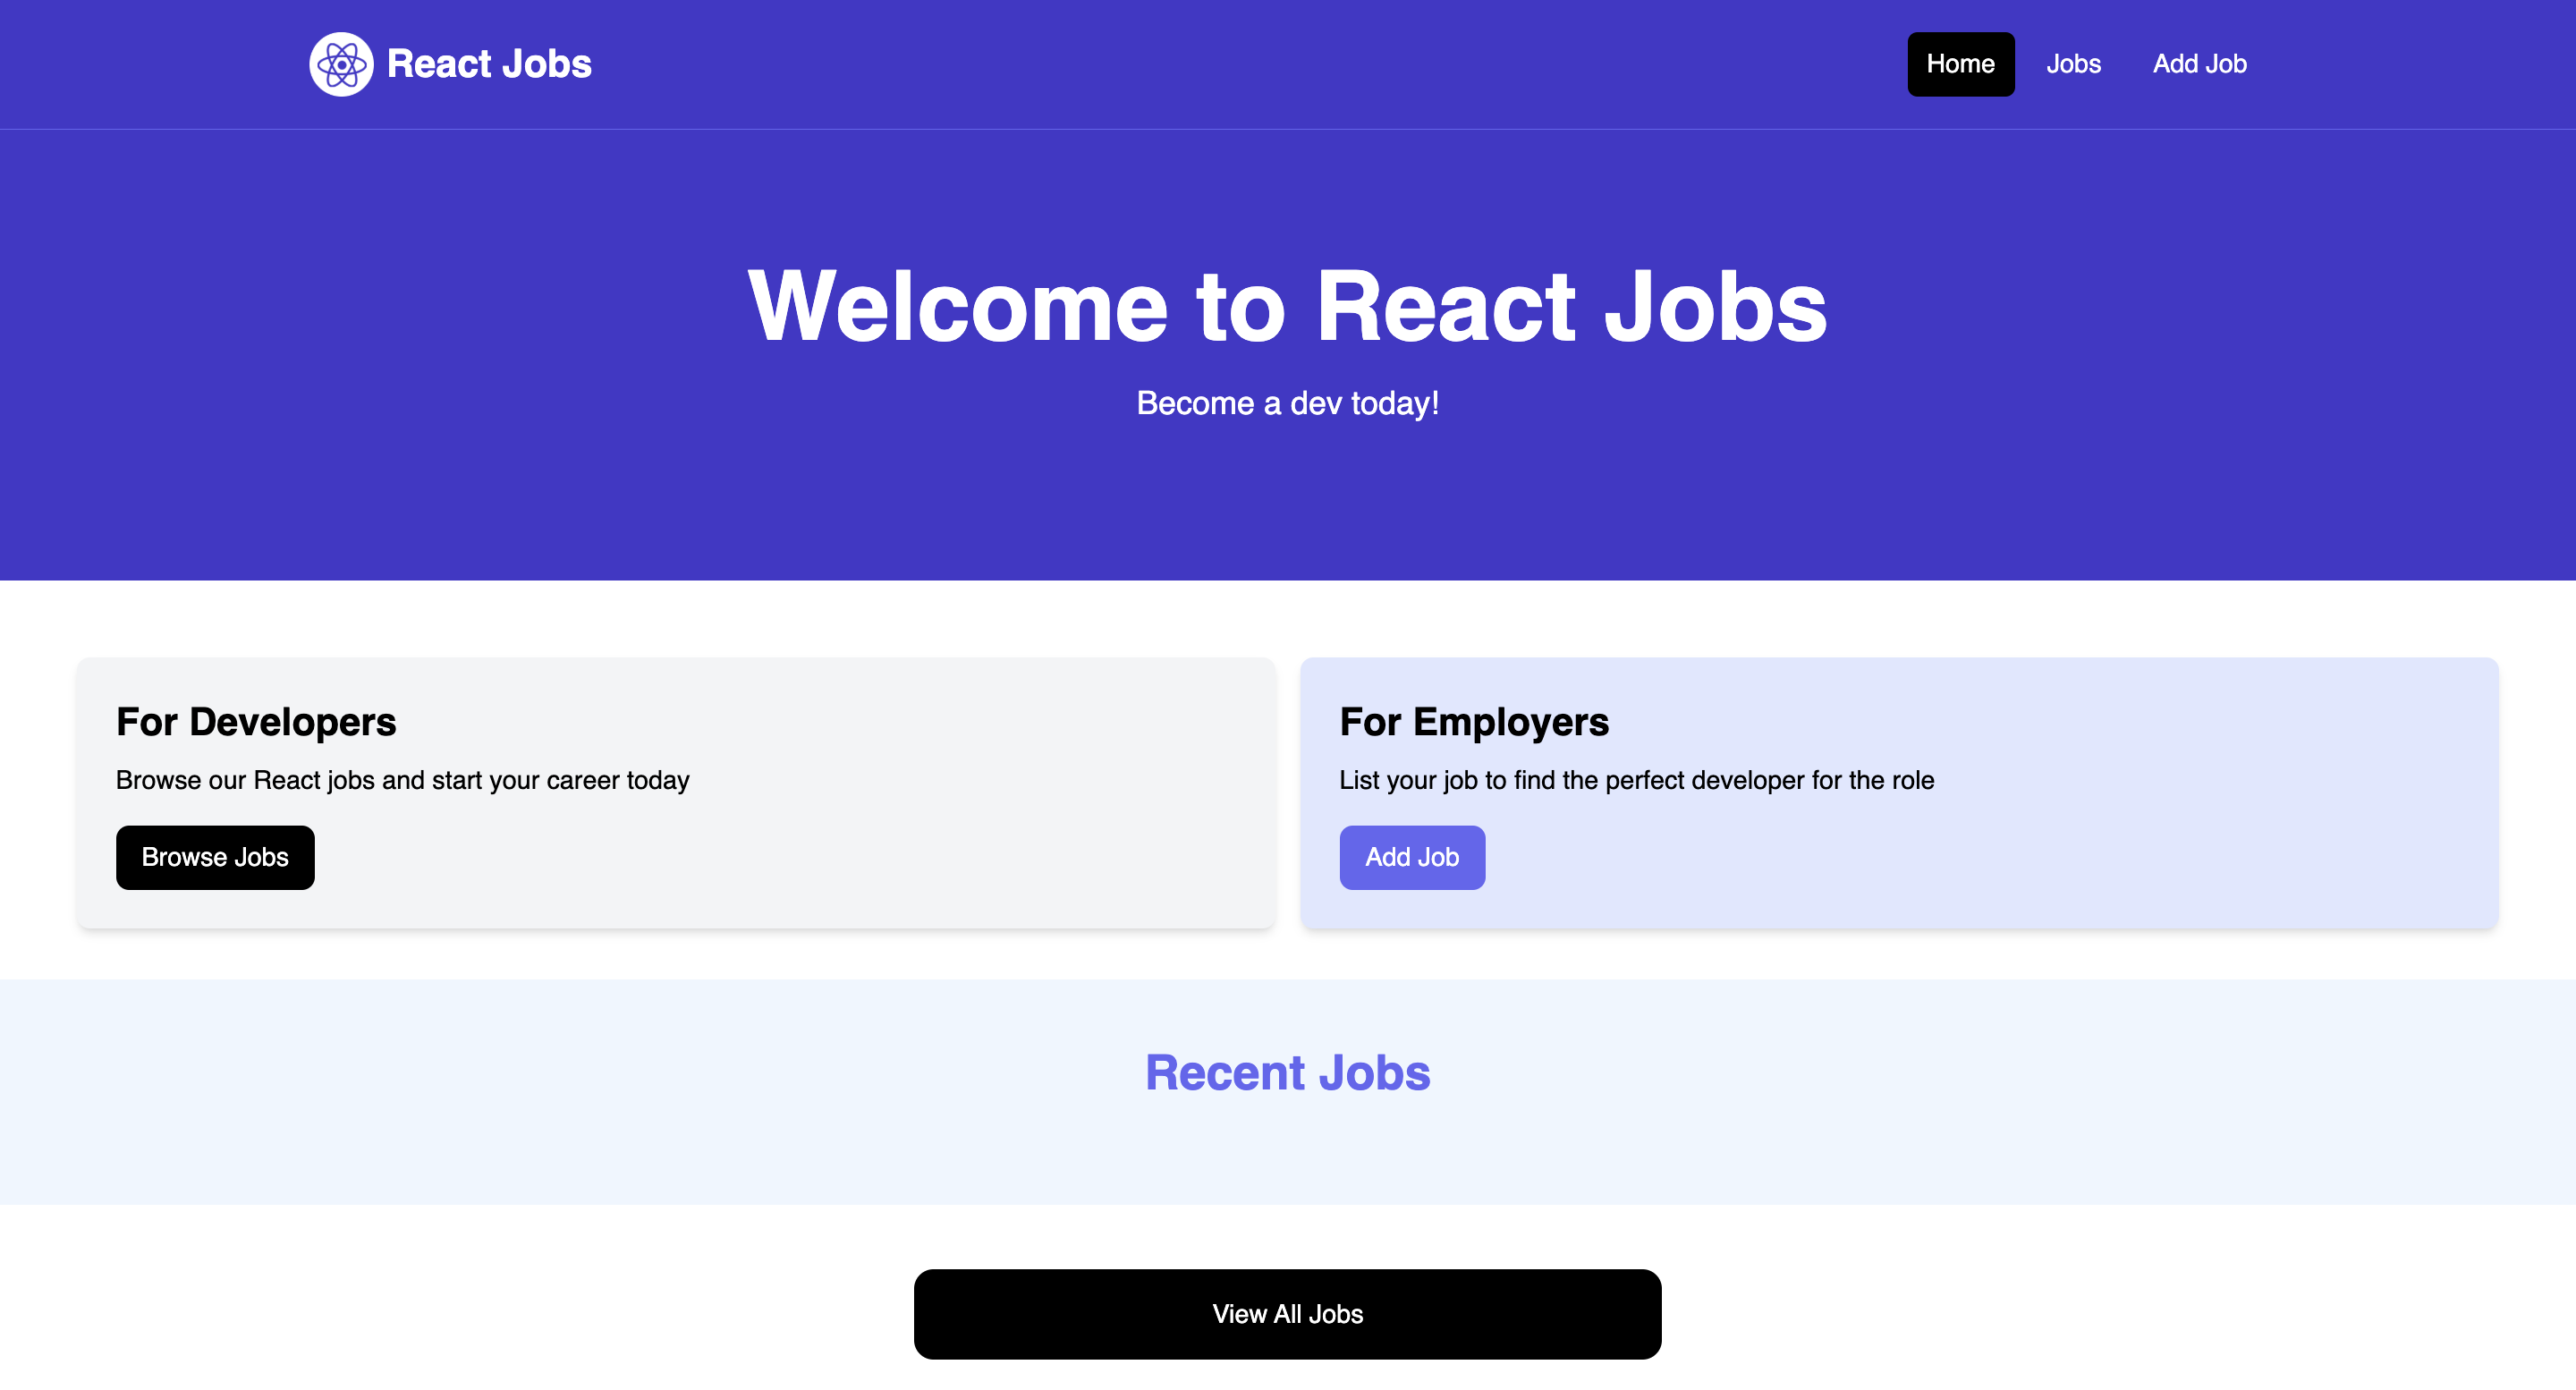 React Jobs
Home
Jobs
Add Job
Welcome to React Jobs
Become a dev today!
For Developers
Browse our React jobs and start your career today
Browse Jobs
For Employers
List your job to find the perfect developer for the role
Add Job
Recent Jobs
View All Jobs